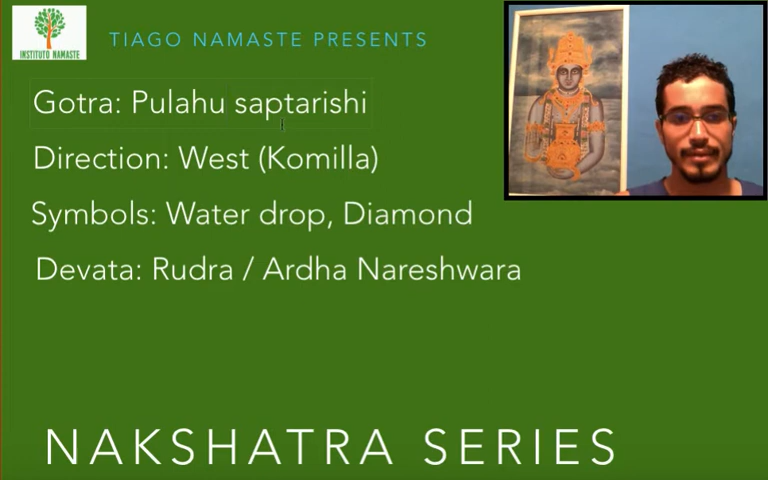 INSTITUTO NAMASTE
TIAGO NAMASTE PRESENTS
Gotra: Pulahu saptarishi
Direction: West (Komilla)
Symbols: Water drop, Diamond
Devata: Rudra / Ardha Nareshwara
NAKSHATRA SERIES